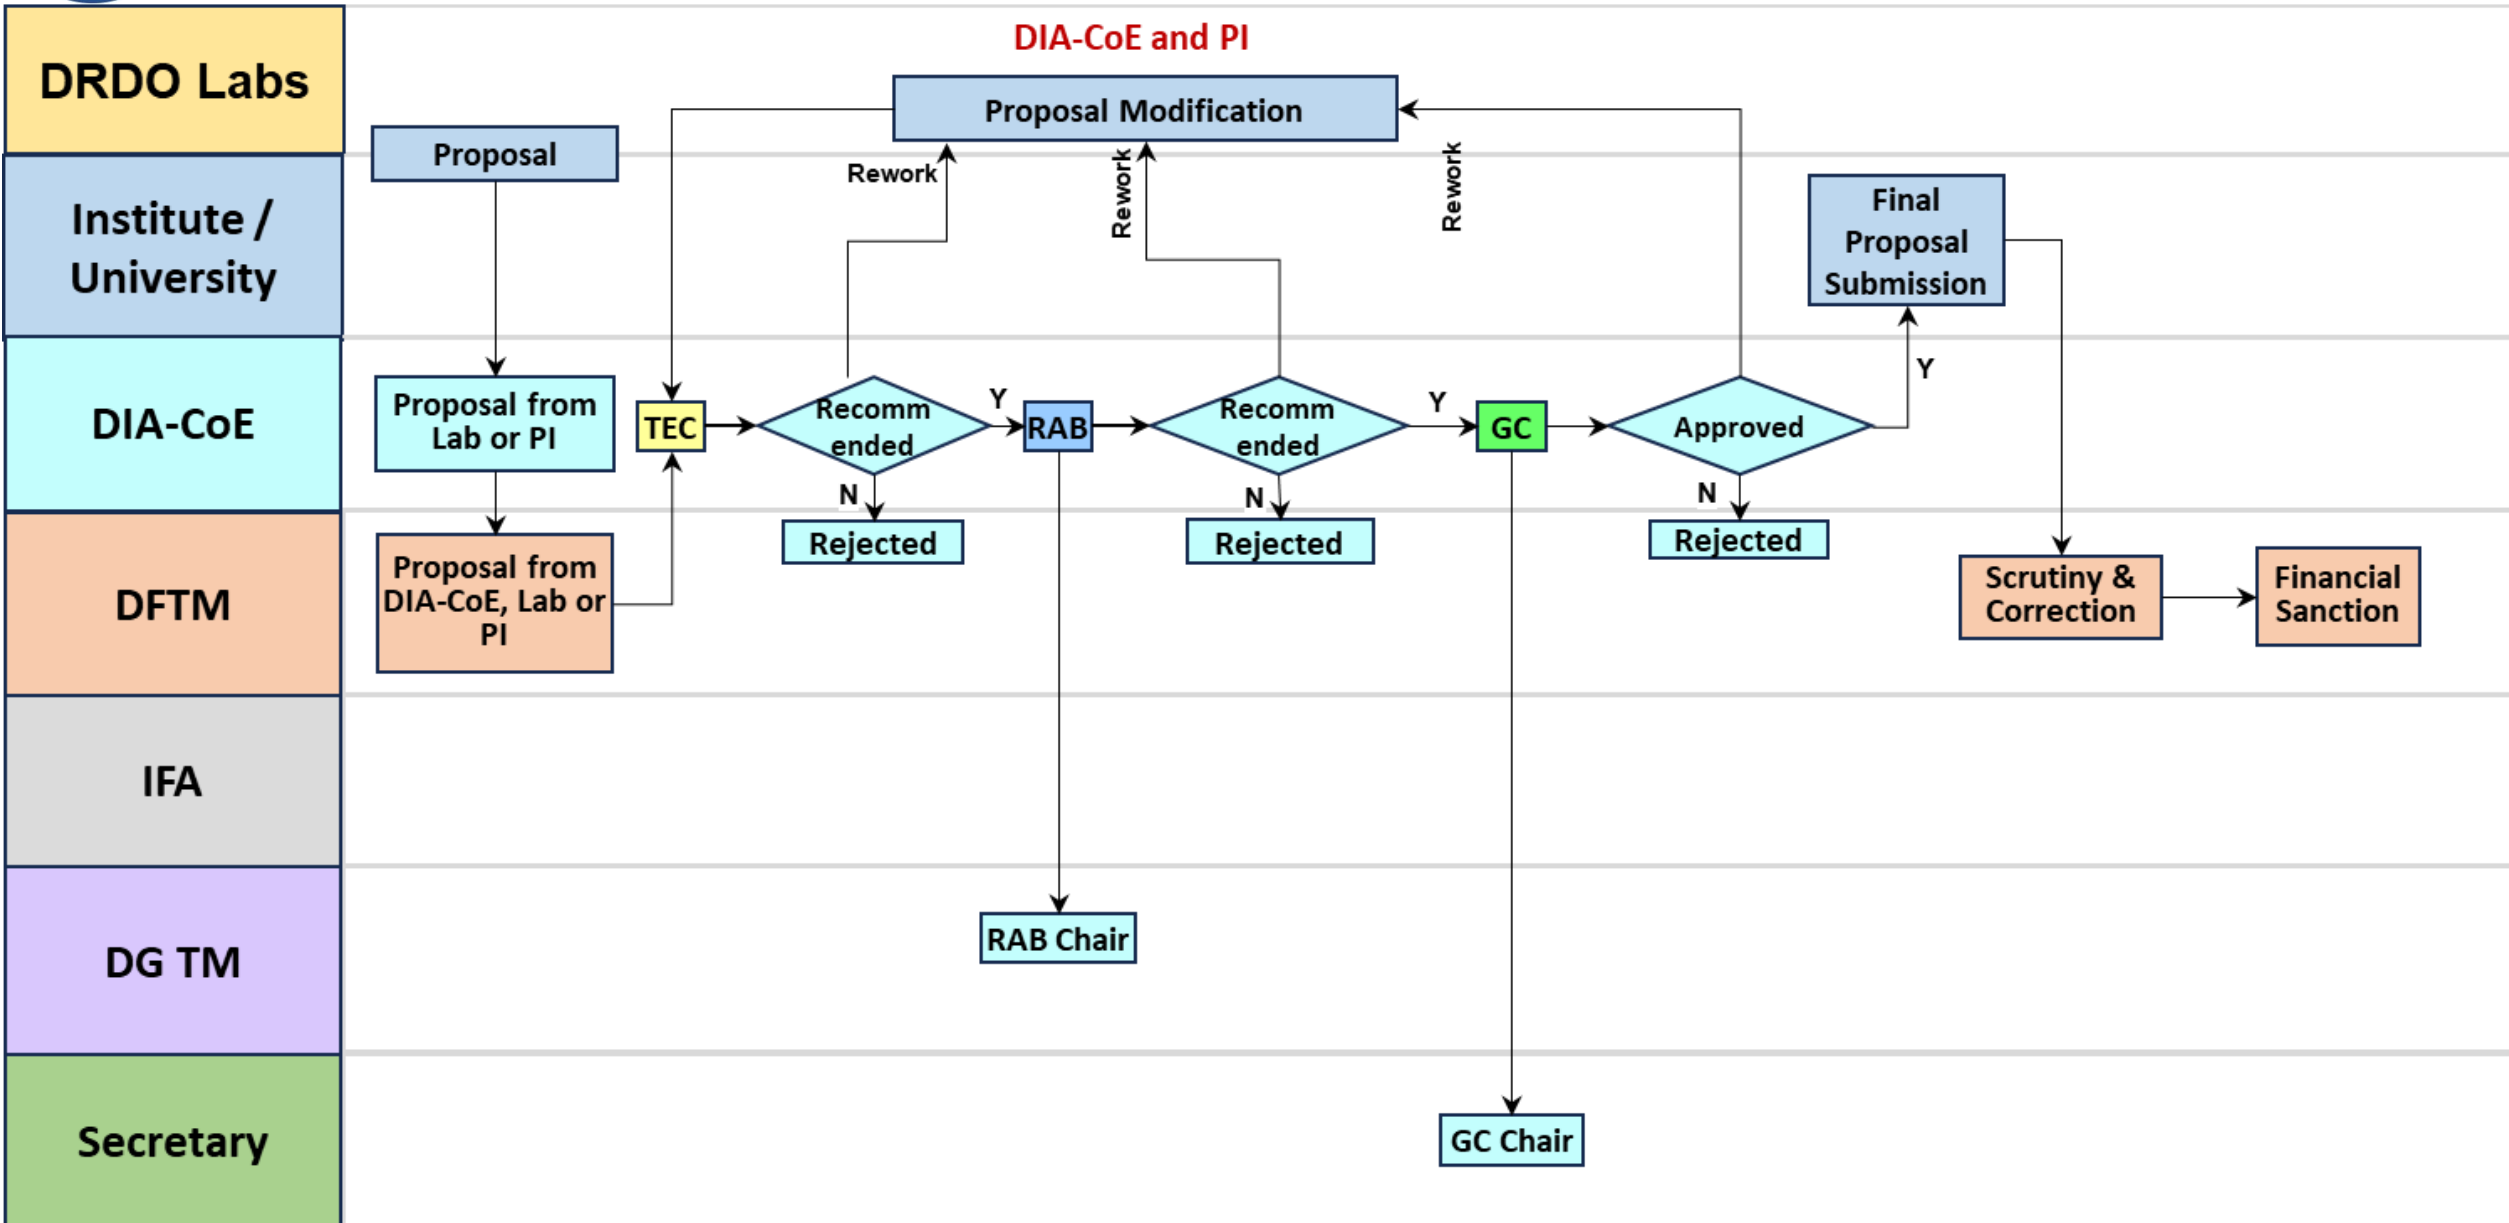 DIA-CoE and PI
DRDO Labs
Proposal Modification
Proposal
Rework
Rework
Rework
Institute /
University
Final
Proposal
Submission
DIA-CoE
Proposal from
Lab or PI
TEC
Recomm
ended
Y
RAB
Recomm
ended
Y
GC
Approved
Y
N
Rejected
N
Rejected
N
Rejected
DFTM
Proposal from
DIA-CoE, Lab or
PI
Scrutiny &
Correction
Financial
Sanction
IFA
DG TM
RAB Chair
Secretary
GC Chair